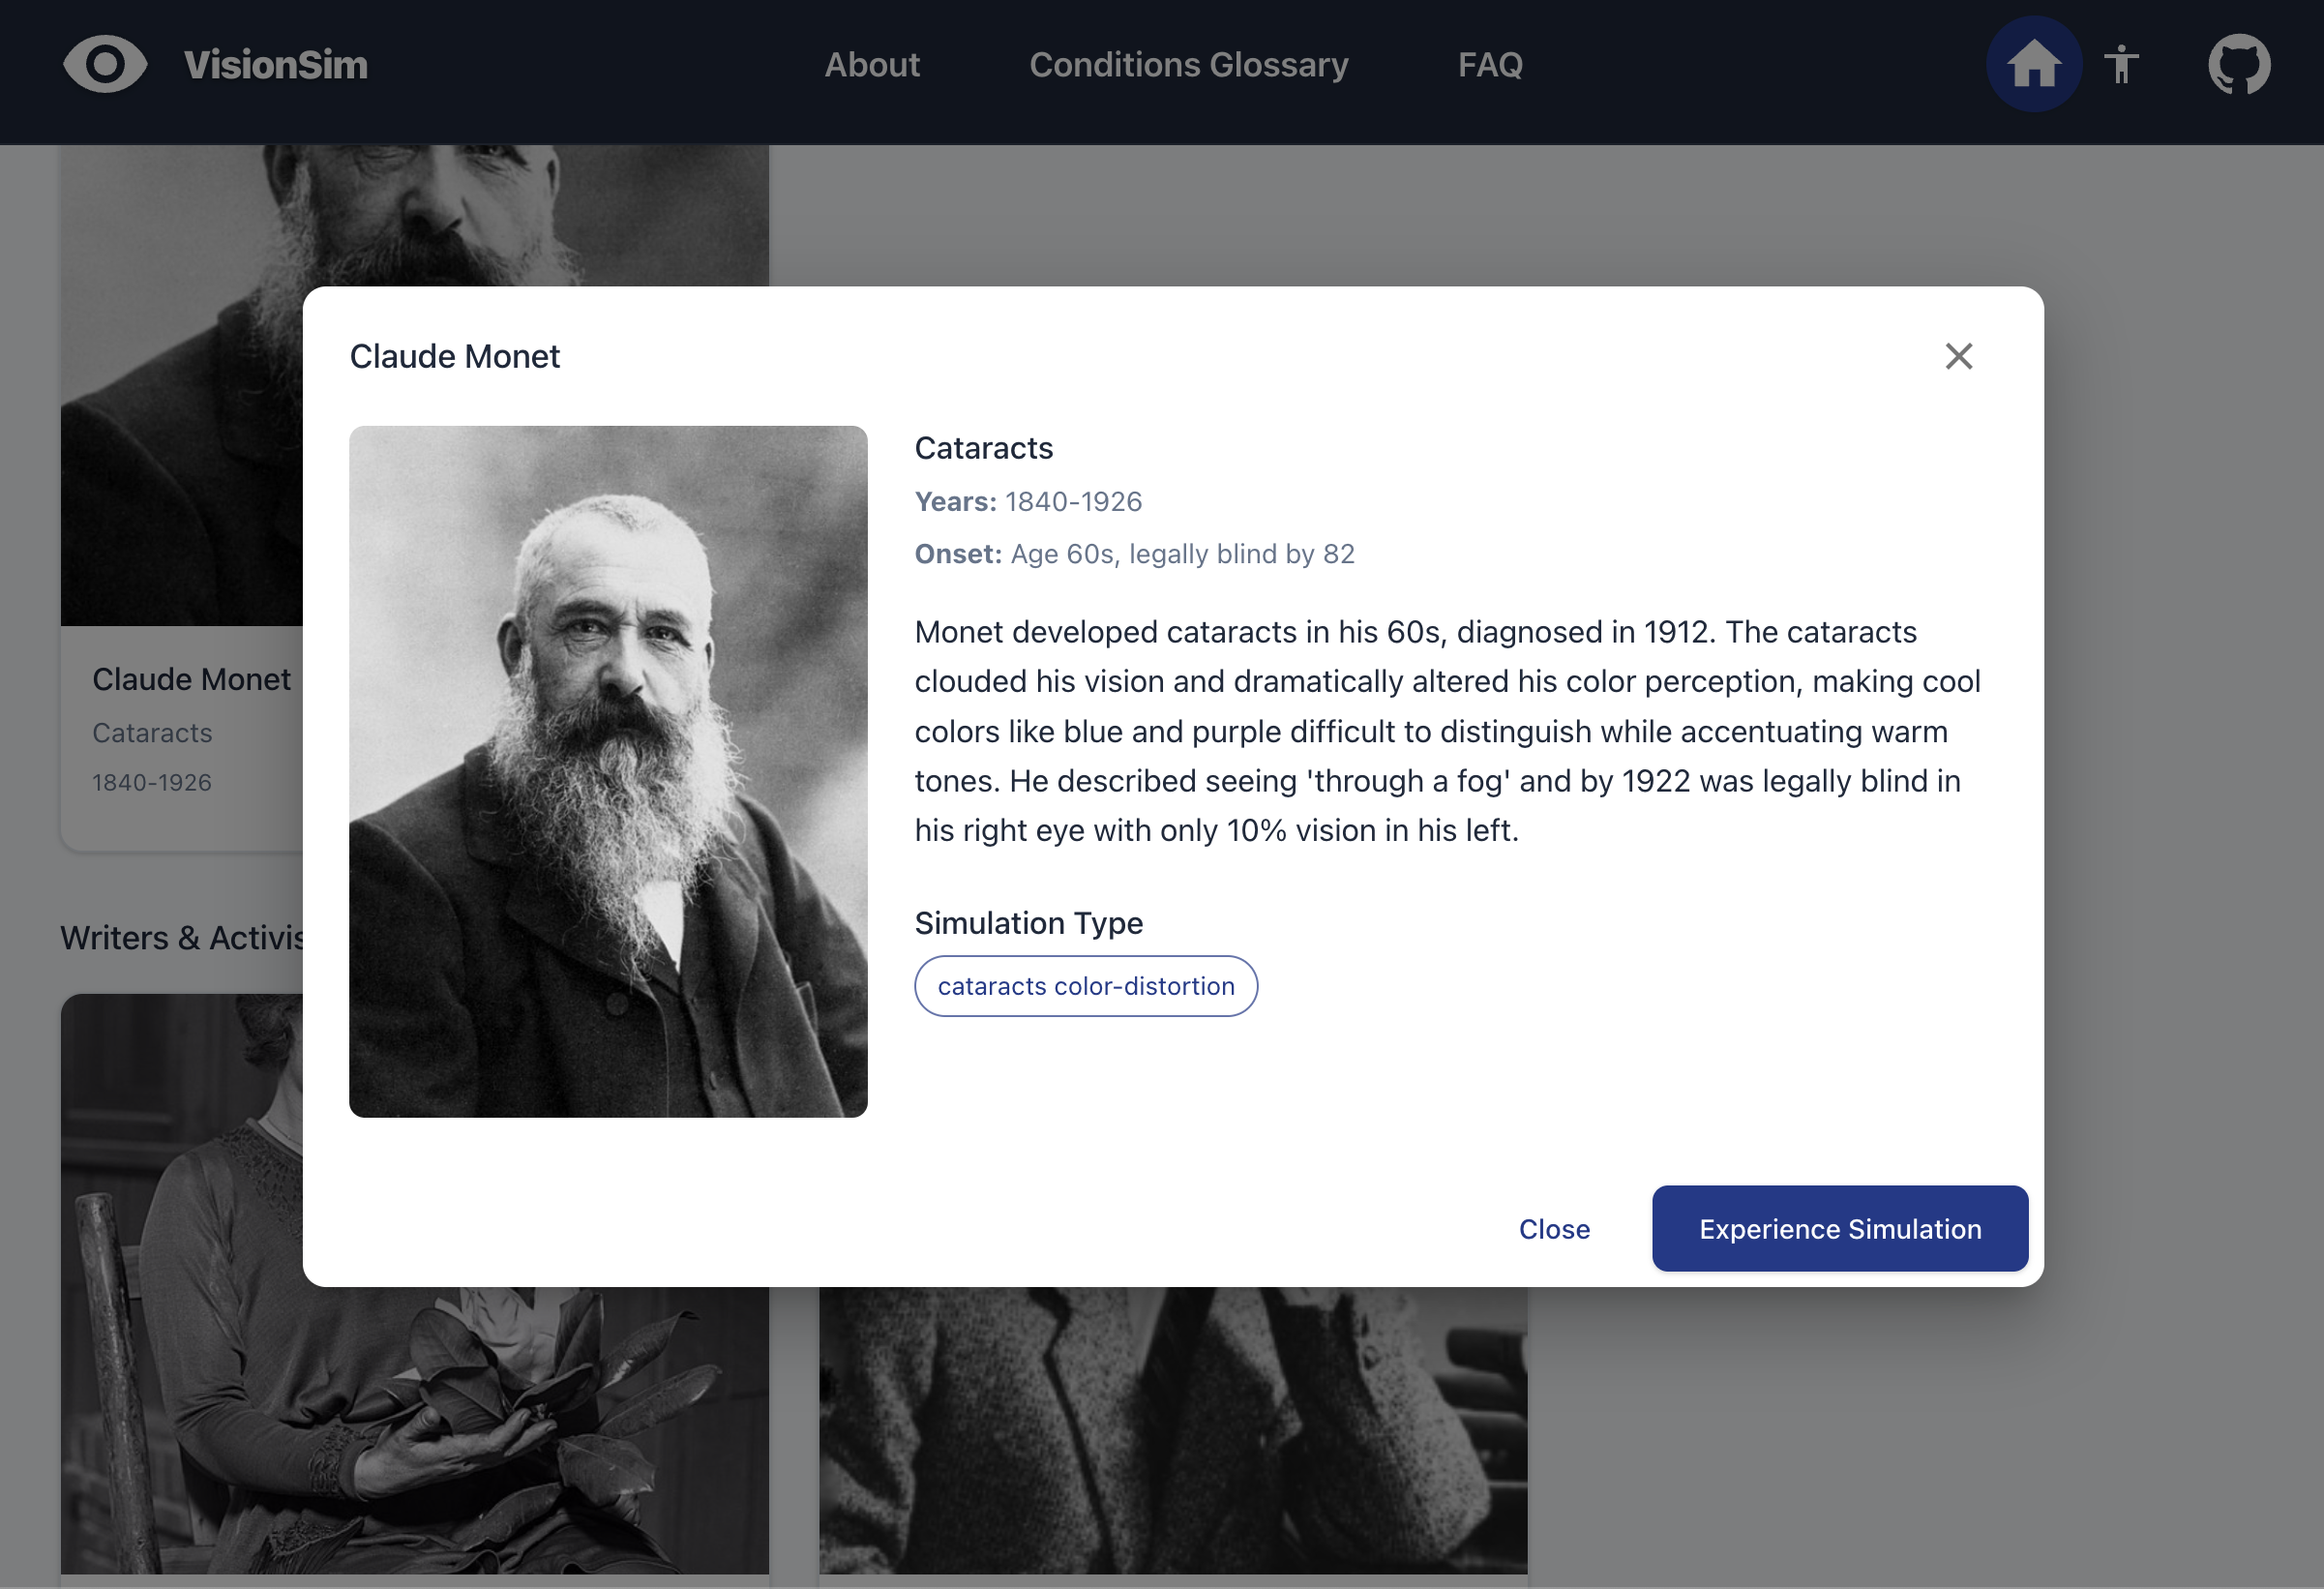 VisionSim
About
Conditions Glossary
FAQ
Claude Monet
Cataracts
Years: 1840-1926
Onset: Age 60s, legally blind by 82
Monet developed cataracts in his 60s, diagnosed in 1912. The cataracts
clouded his vision and dramatically altered his color perception, making cool
colors like blue and purple difficult to distinguish while accentuating warm
tones. He described seeing 'through a fog' and by 1922 was legally blind in
his right eye with only 10% vision in his left.
Simulation Type
cataracts color-distortion
Close
Experience Simulation
Claude Monet
Cataracts
1840-1926
Writers & Activis